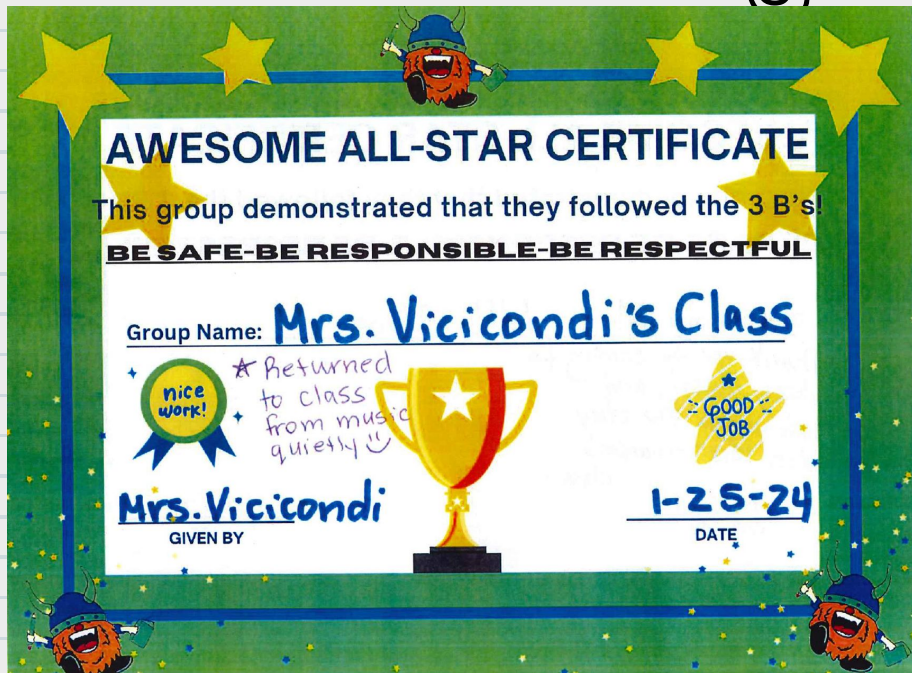 AWESOME ALL-STAR CERTIFICATE
This group demonstrated that they followed the 3 B's!
BE SAFE-BE RESPONSIBLE-BE RESPECTFUL
Group Name: Mrs. Vicicondi's Class
nice
work!
☆ Returned
to class
from music
quietly ☺
GOOD
JOB
Mrs. Vicicondi
GIVEN BY
1-25-24
DATE